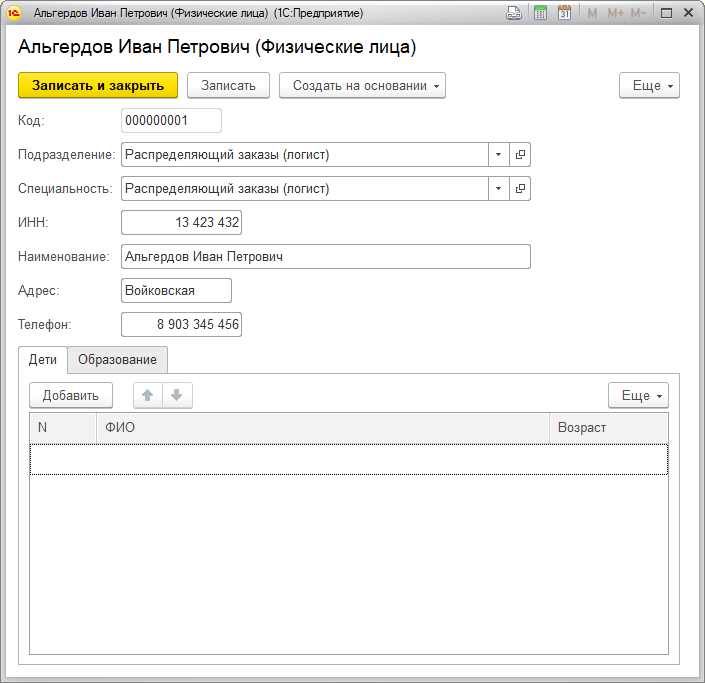 Альгердов Иван Петрович (Физические лица) (1С:Предприятие)
M M+ M-
Альгердов Иван Петрович (Физические лица)
Записать и закрыть Записать Создать на основании Еще
Код: 000000001
Подразделение: Распределяющий заказы (логист)
Специальность: Распределяющий заказы (логист)
ИНН: 13 423 432
Наименование: Альгердов Иван Петрович
Адрес: Войковская
Телефон: 8 903 345 456
Дети Образование
Добавить Еще
N ФИО Возраст